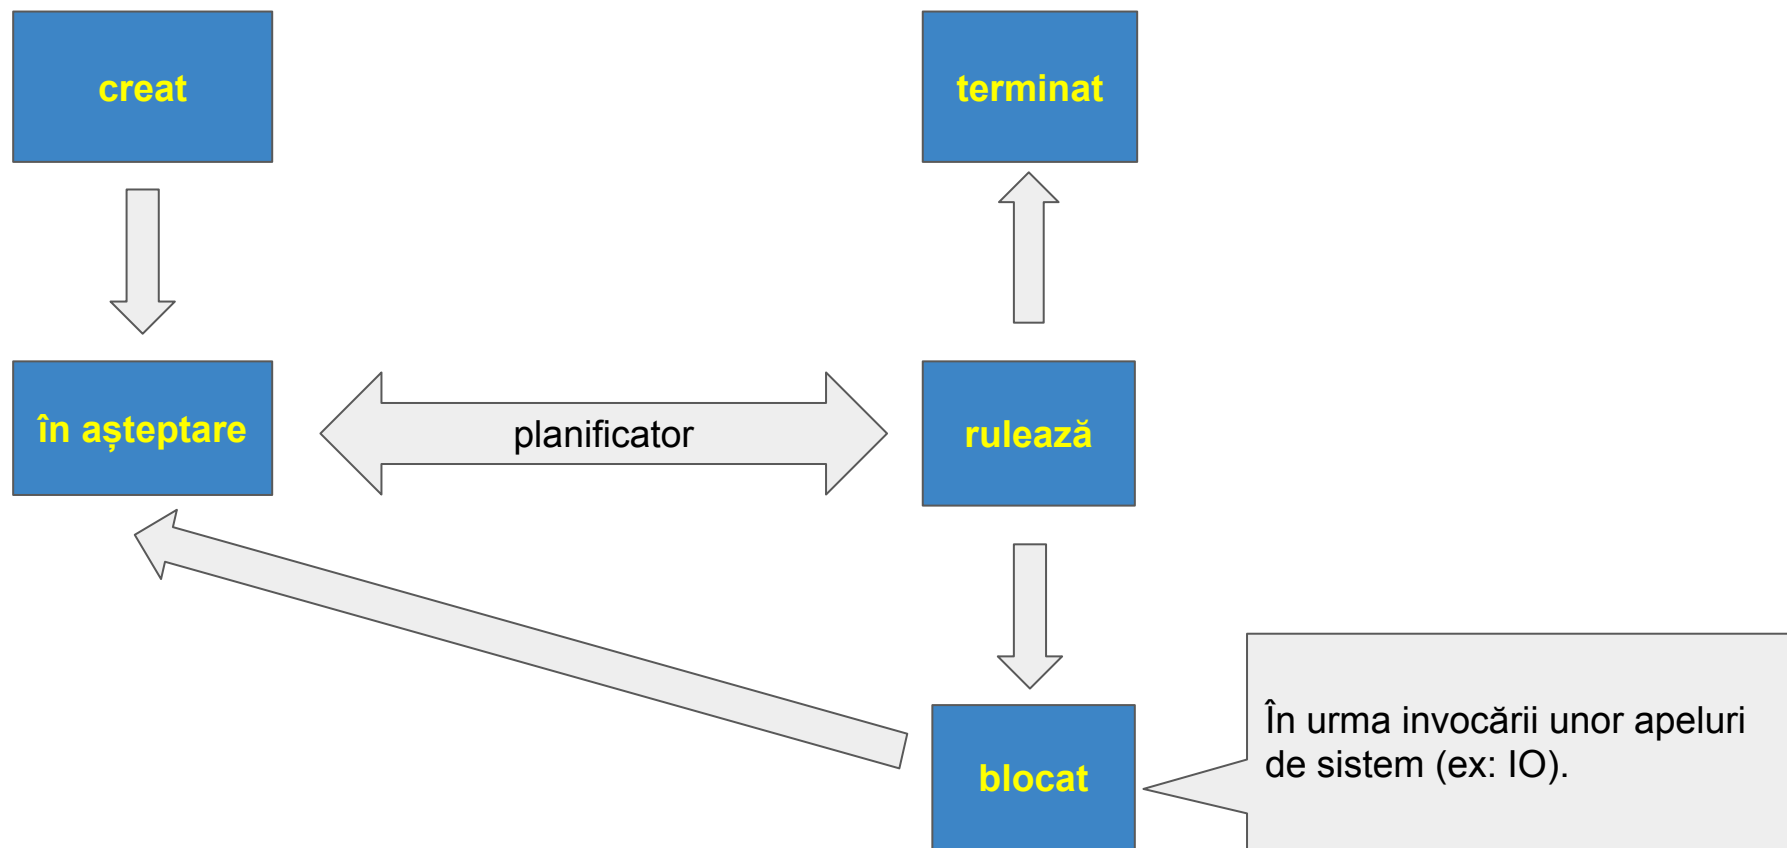 creat
terminat
în așteptare
planificator
rulează
În urma invocării unor apeluri
de sistem (ex: IO).
blocat